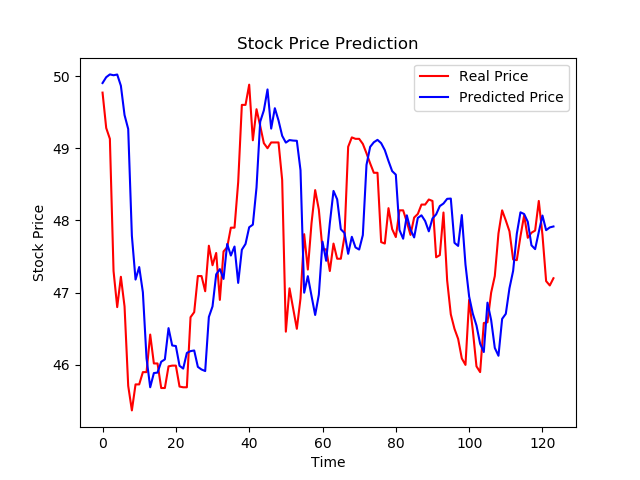 Stock Price Prediction
Real Price
Predicted Price
Stock Price
50
49
48
47
46
0 20 40 60 80 100 120
Time